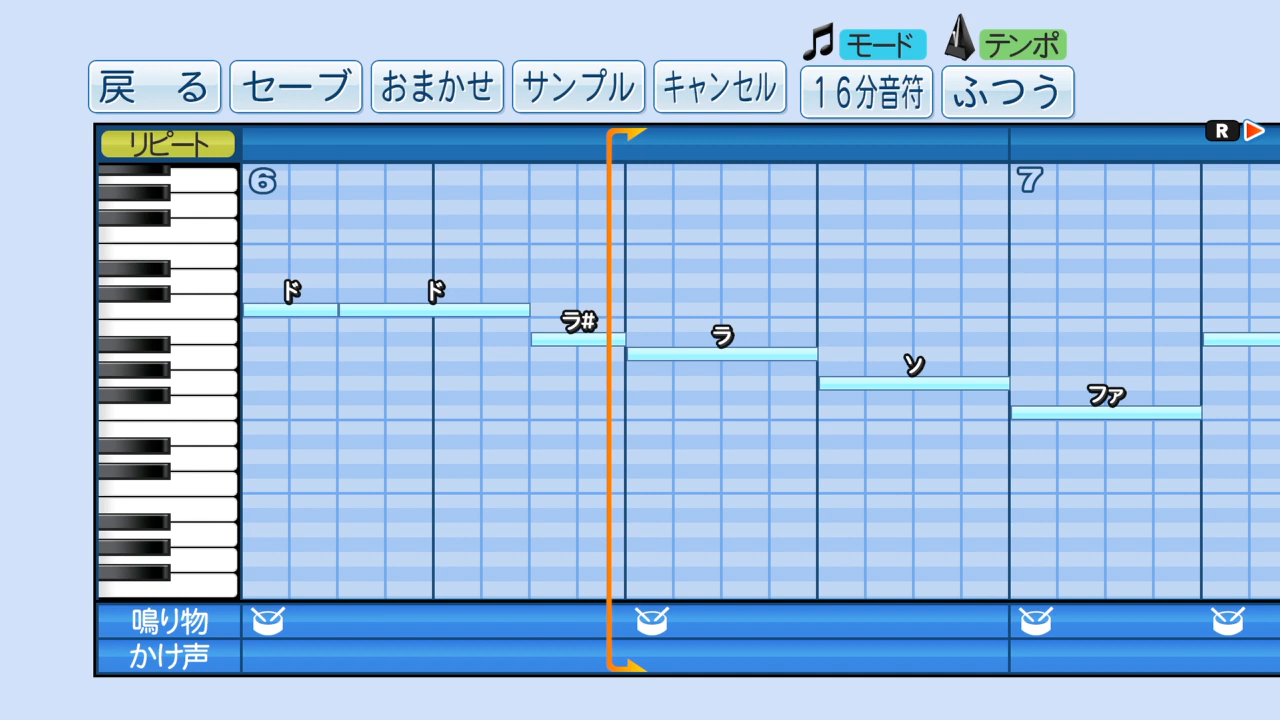 モード テンポ
戻 る セーブ おまかせ サンプル キャンセル 16分音符 ふつう
リピート R
6 7
ド ド ラ# ラ ソ ファ
鳴り物
かけ声